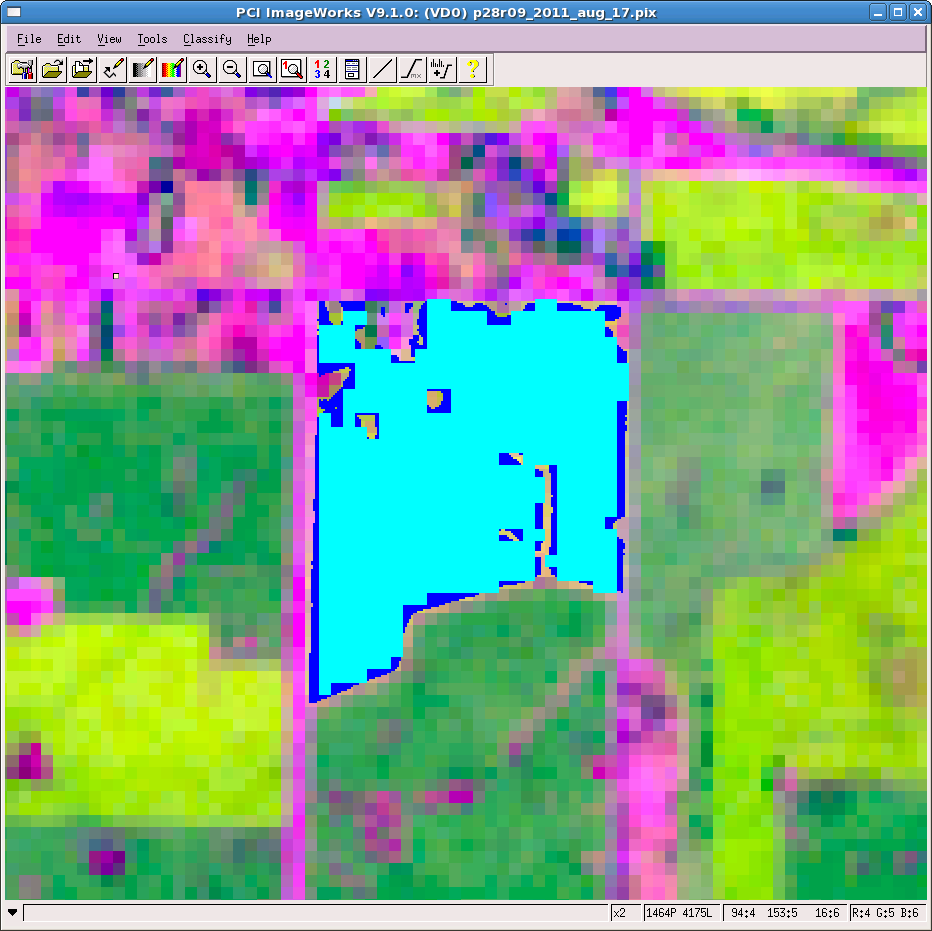 PCI ImageWorks V9.1.0: (VD0) p28r09_2011_aug_17.pix
File Edit View Tools Classify Help
1 2
3 4
?
x2 1464P 4175L 94:4 153:5 16:6 R:4 G:5 B:6